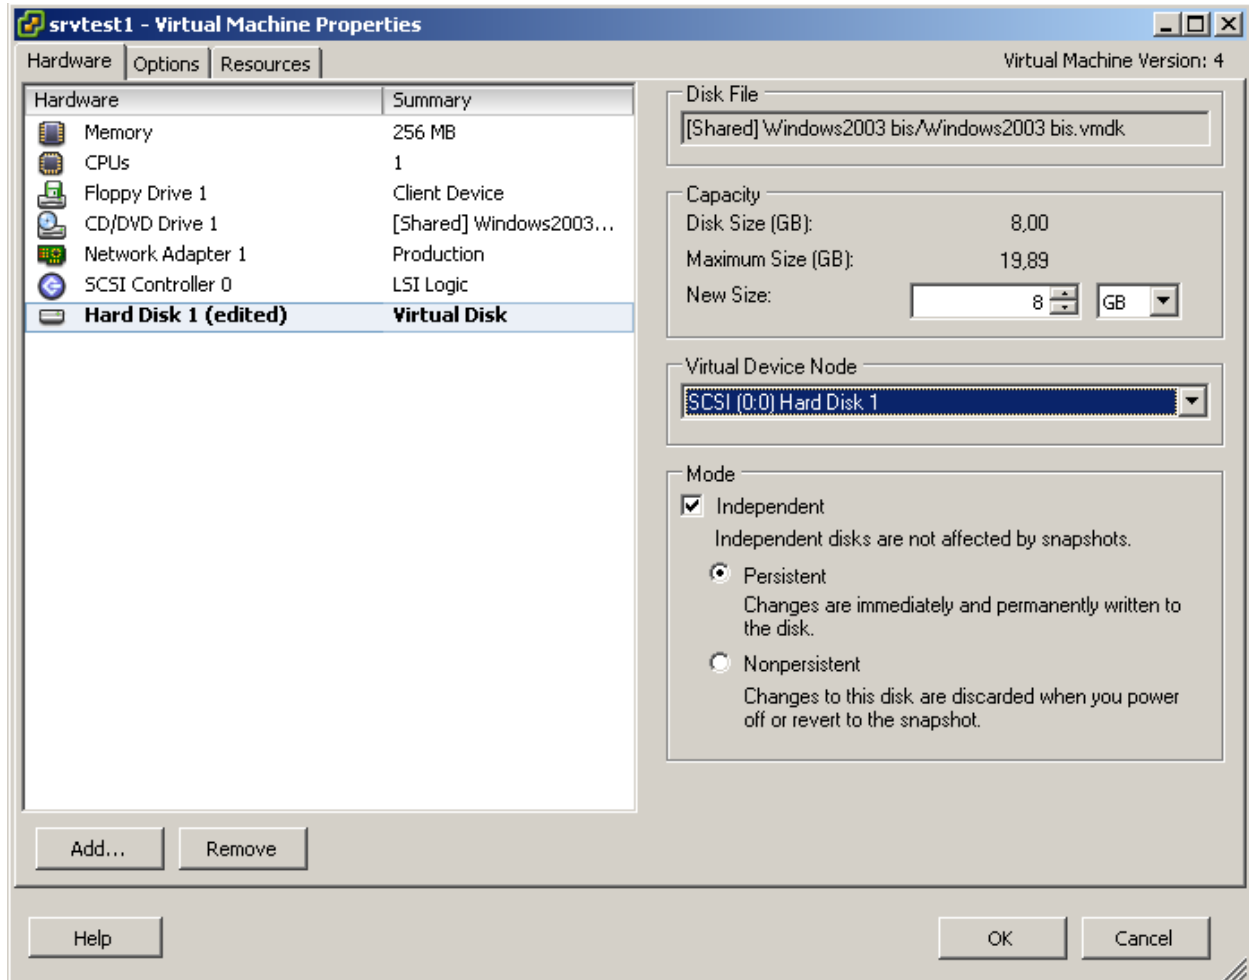 srvtest1 - Virtual Machine Properties
Hardware Options Resources Virtual Machine Version: 4
Hardware Summary
Memory 256 MB
CPUs 1
Floppy Drive 1 Client Device
CD/DVD Drive 1 [Shared] Windows2003...
Network Adapter 1 Production
SCSI Controller 0 LSI Logic
Hard Disk 1 (edited) Virtual Disk
Add... Remove
Disk File
[Shared] Windows2003 bis/Windows2003 bis.vmdk
Capacity
Disk Size (GB): 8,00
Maximum Size (GB): 19,89
New Size: 8 GB
Virtual Device Node
SCSI (0:0) Hard Disk 1
Mode
Independent
Independent disks are not affected by snapshots.
Persistent
Changes are immediately and permanently written to
the disk.
Nonpersistent
Changes to this disk are discarded when you power
off or revert to the snapshot.
Help OK Cancel